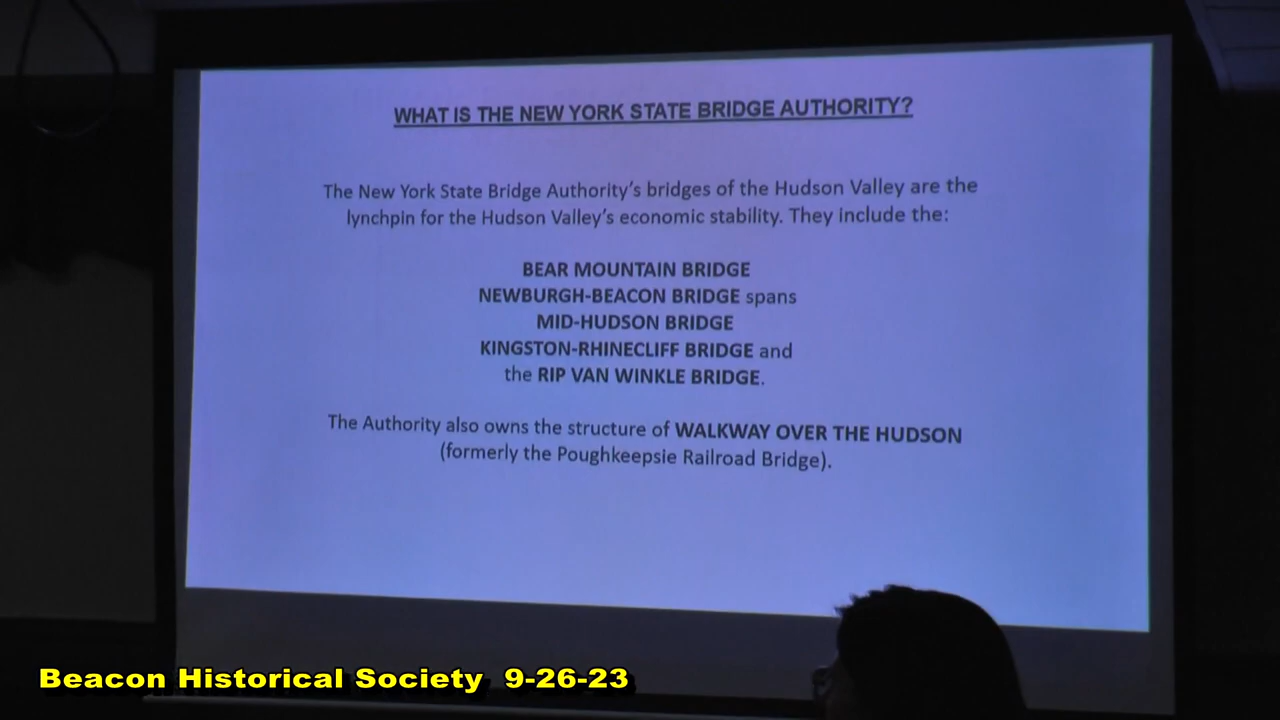 WHAT IS THE NEW YORK STATE BRIDGE AUTHORITY?
The New York State Bridge Authority's bridges of the Hudson Valley are the
lynchpin for the Hudson Valley's economic stability. They include the:
BEAR MOUNTAIN BRIDGE
NEWBURGH-BEACON BRIDGE spans
MID-HUDSON BRIDGE
KINGSTON-RHINECLIFF BRIDGE and
the RIP VAN WINKLE BRIDGE.
The Authority also owns the structure of WALKWAY OVER THE HUDSON
(formerly the Poughkeepsie Railroad Bridge).
Beacon Historical Society 9-26-23